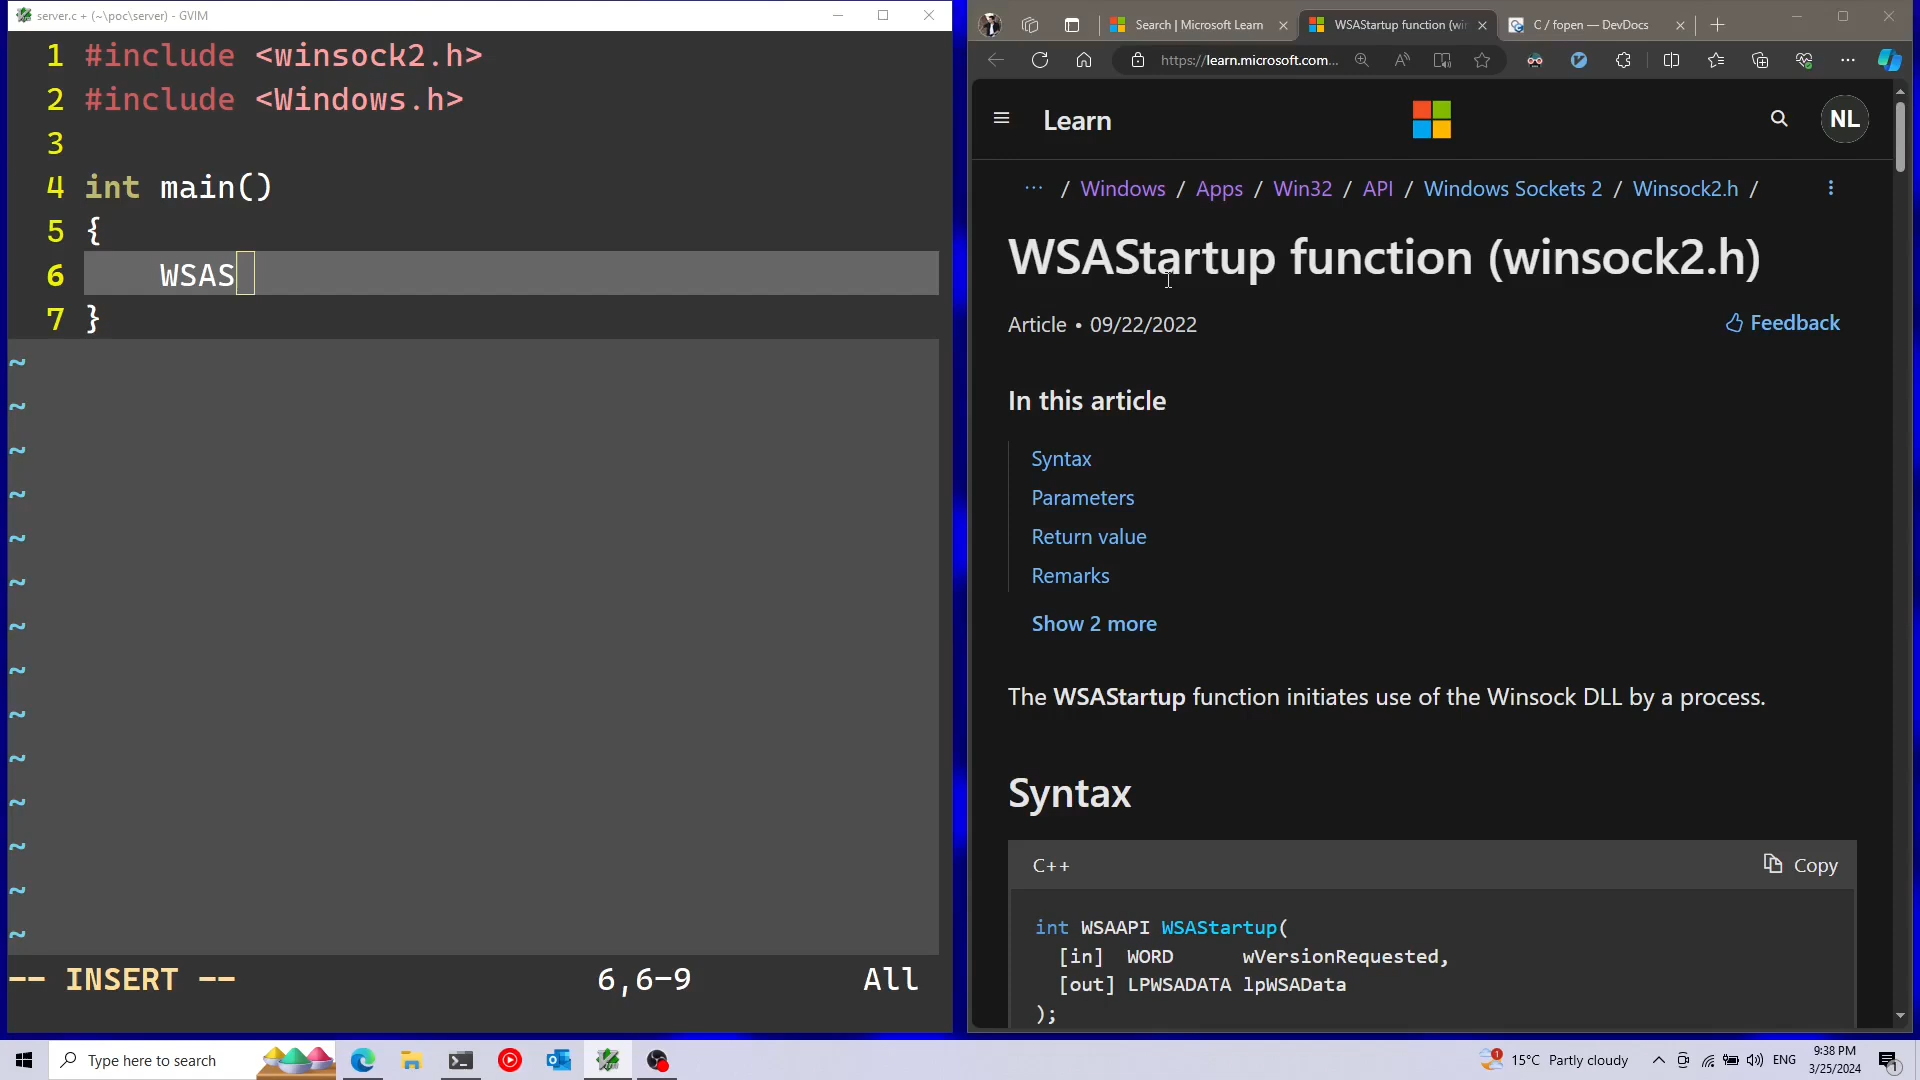 server.c + (~\poc\server) - GVIM
1 #include <winsock2.h>
2 #include <Windows.h>
3
4 int main()
5 {
6     WSAS
7 }
~
~
~
~
~
~
~
~
~
~
~
~
~
~
-- INSERT -- 6,6-9 All
Search | Microsoft Learn
WSAStartup function (wi
C / fopen — DevDocs
https://learn.microsoft.com...
Learn
NL
··· / Windows / Apps / Win32 / API / Windows Sockets 2 / Winsock2.h /
WSAStartup function (winsock2.h)
Article • 09/22/2022
Feedback
In this article
Syntax
Parameters
Return value
Remarks
Show 2 more
The WSAStartup function initiates use of the Winsock DLL by a process.
Syntax
C++
Copy
int WSAAPI WSAStartup(
  [in]  WORD      wVersionRequested,
  [out] LPWSADATA lpWSAData
);
Type here to search
1
15°C Partly cloudy
ENG
9:38 PM
3/25/2024
1